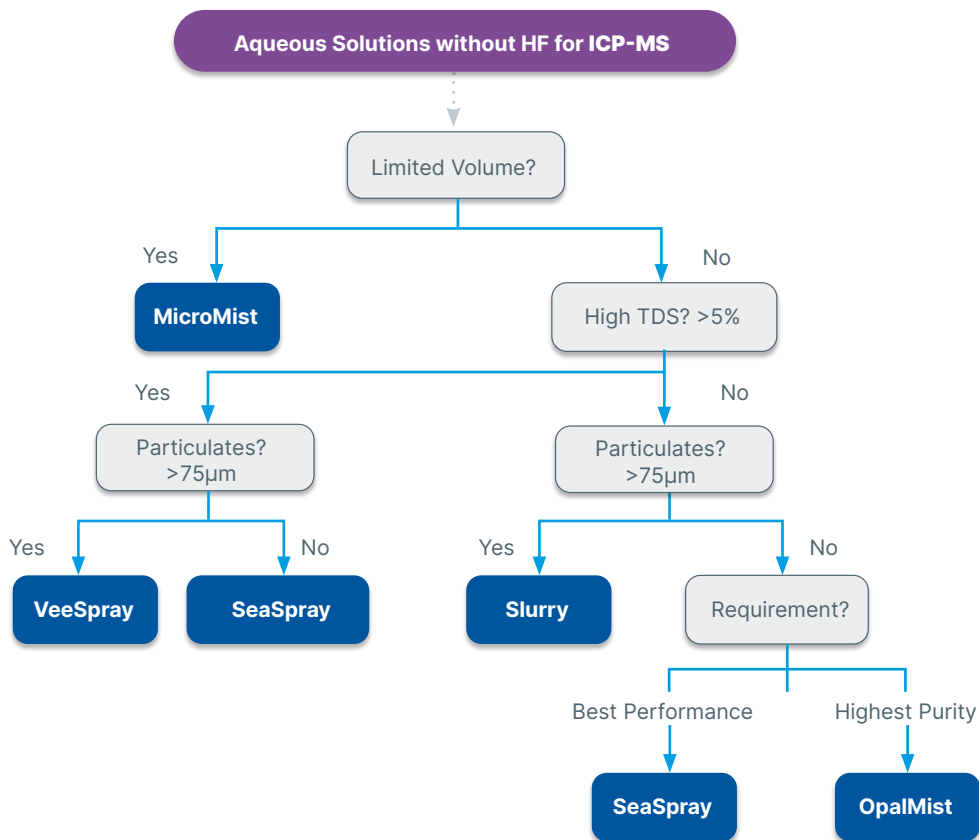 Aqueous Solutions without HF for ICP-MS
Limited Volume?
Yes
No
MicroMist
High TDS? >5%
Yes
No
Particulates?
>75µm
Particulates?
>75µm
Yes
No
Yes
No
VeeSpray
SeaSpray
Slurry
Requirement?
Best Performance
Highest Purity
SeaSpray
OpalMist